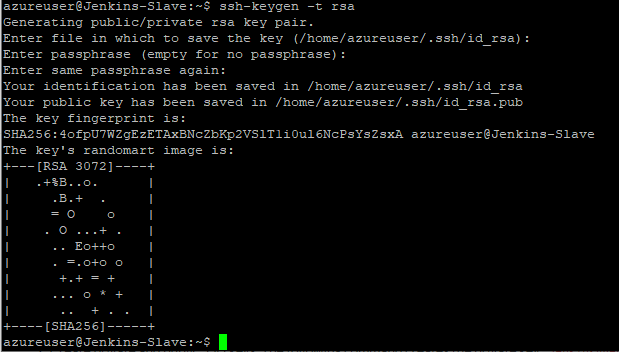 azureuser@Jenkins-Slave:~$ ssh-keygen -t rsa
Generating public/private rsa key pair.
Enter file in which to save the key (/home/azureuser/.ssh/id_rsa):
Enter passphrase (empty for no passphrase):
Enter same passphrase again:
Your identification has been saved in /home/azureuser/.ssh/id_rsa
Your public key has been saved in /home/azureuser/.ssh/id_rsa.pub
The key fingerprint is:
SHA256:4ofpU7WZgEzETAxBNcZbKp2VSlT1i0ul6NcPsYsZsxA azureuser@Jenkins-Slave
The key's randomart image is:
+---[RSA 3072]----+
|   .+%B..o.      |
|     .B.+  .     |
|     = O    o    |
|    . O ...+ .   |
|     .. Eo++o    |
|     . =.o+o o   |
|      +.+ = +    |
|     ... o * +   |
|      ..  + . .  |
+----[SHA256]-----+
azureuser@Jenkins-Slave:~$